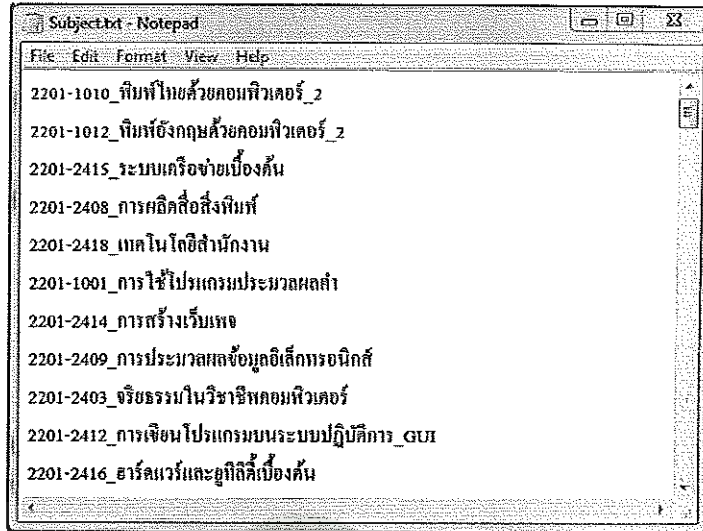 Subject.txt - Notepad
File Edit Format View Help
2201-1010_พิมพ์ไทยด้วยคอมพิวเตอร์_2
2201-1012_พิมพ์อังกฤษด้วยคอมพิวเตอร์_2
2201-2415_ระบบเครือข่ายเบื้องต้น
2201-2408_การผลิตสื่อสิ่งพิมพ์
2201-2418_เทคโนโลยีสำนักงาน
2201-1001_การใช้โปรแกรมประมวลผลคำ
2201-2414_การสร้างเว็บเพจ
2201-2409_การประมวลผลข้อมูลอิเล็กทรอนิกส์
2201-2403_จริยธรรมในวิชาชีพคอมพิวเตอร์
2201-2412_การเขียนโปรแกรมบนระบบปฏิบัติการ_GUI
2201-2416_ฮาร์ดแวร์และยูทิลิตี้เบื้องต้น